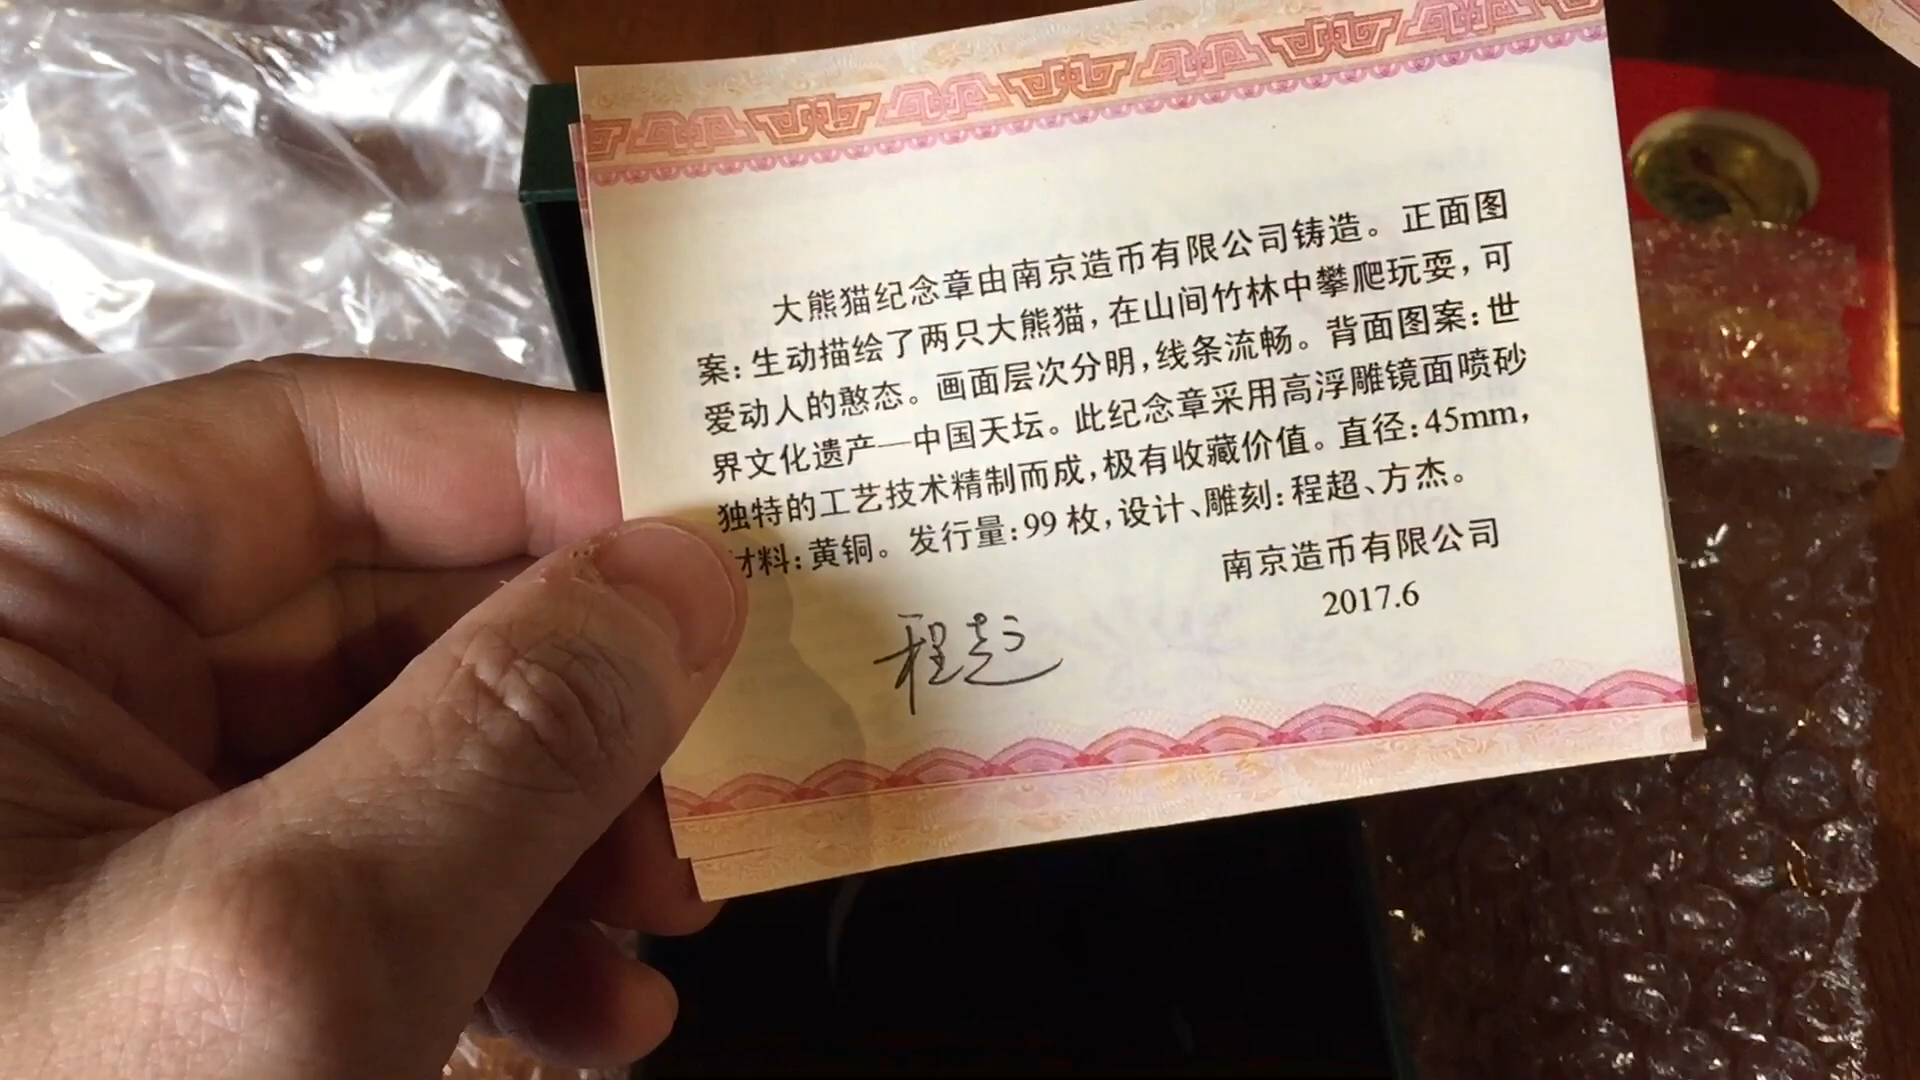 大熊猫纪念章由南京造币有限公司铸造。正面图
案：生动描绘了两只大熊猫，在山间竹林中攀爬玩耍，可
爱动人的憨态。画面层次分明，线条流畅。背面图案：世
界文化遗产—中国天坛。此纪念章采用高浮雕镜面喷砂
独特的工艺技术精制而成，极有收藏价值。直径：45mm，
材料：黄铜。发行量：99枚，设计、雕刻：程超、方杰。
南京造币有限公司
2017.6
程超